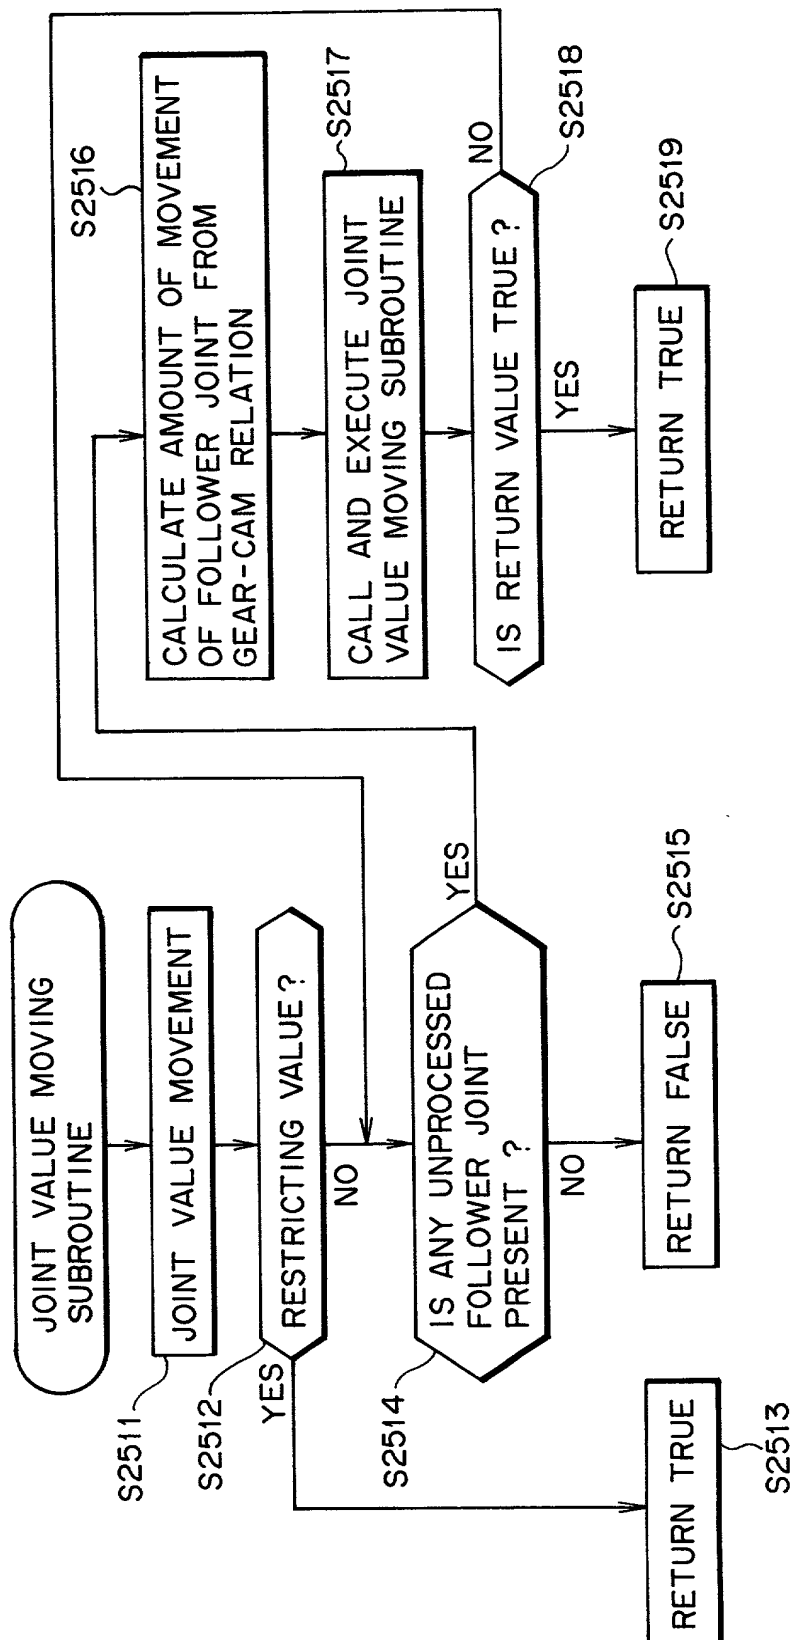 JOINT VALUE MOVING
SUBROUTINE
S2511
JOINT VALUE MOVEMENT
S2512
RESTRICTING VALUE?
YES
NO
S2513
RETURN TRUE
S2514
IS ANY UNPROCESSED
FOLLOWER JOINT
PRESENT ?
YES
NO
S2515
RETURN FALSE
S2516
CALCULATE AMOUNT OF MOVEMENT
OF FOLLOWER JOINT FROM
GEAR-CAM RELATION
S2517
CALL AND EXECUTE JOINT
VALUE MOVING SUBROUTINE
S2518
IS RETURN VALUE TRUE?
NO
YES
S2519
RETURN TRUE